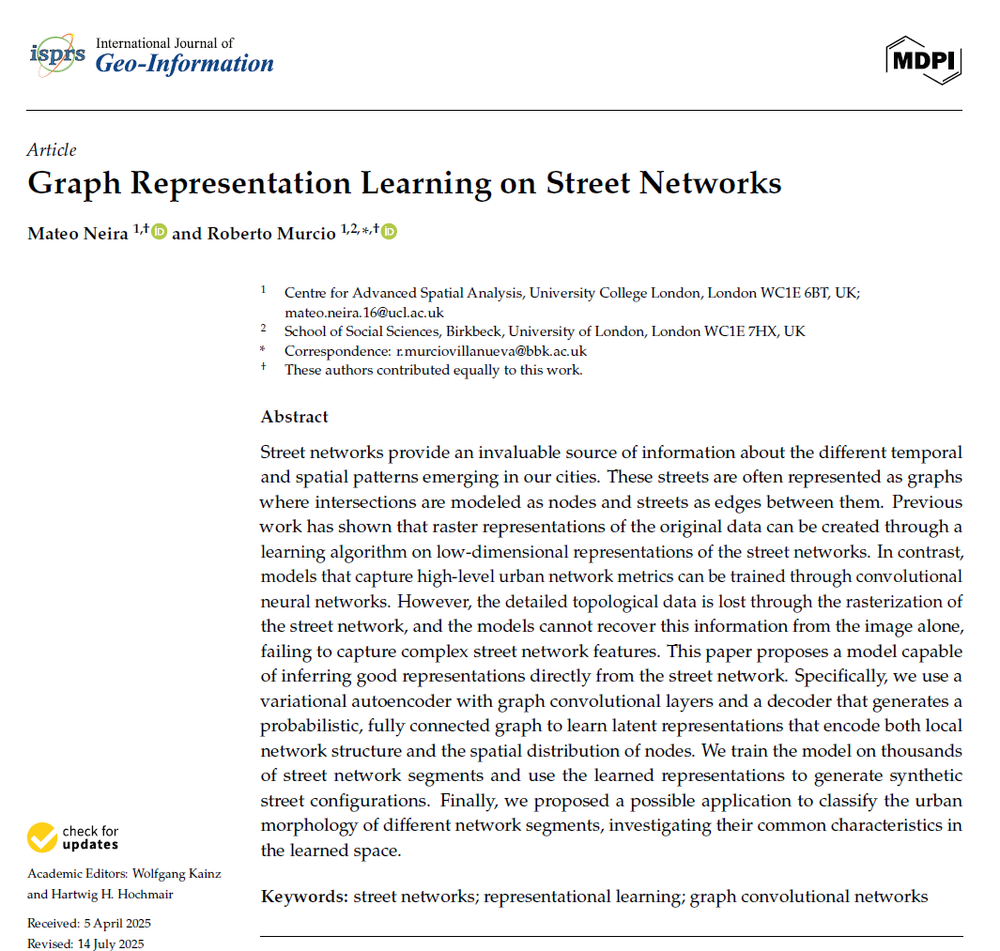 isprs
International Journal of
Geo-Information
MDPI
Article
Graph Representation Learning on Street Networks
Mateo Neira 1,† iD and Roberto Murcio 1,2,*,† iD
1 Centre for Advanced Spatial Analysis, University College London, London WC1E 6BT, UK;
mateo.neira.16@ucl.ac.uk
2 School of Social Sciences, Birkbeck, University of London, London WC1E 7HX, UK
* Correspondence: r.murciovillanueva@bbk.ac.uk
† These authors contributed equally to this work.
Abstract
Street networks provide an invaluable source of information about the different temporal
and spatial patterns emerging in our cities. These streets are often represented as graphs
where intersections are modeled as nodes and streets as edges between them. Previous
work has shown that raster representations of the original data can be created through a
learning algorithm on low-dimensional representations of the street networks. In contrast,
models that capture high-level urban network metrics can be trained through convolutional
neural networks. However, the detailed topological data is lost through the rasterization of
the street network, and the models cannot recover this information from the image alone,
failing to capture complex street network features. This paper proposes a model capable
of inferring good representations directly from the street network. Specifically, we use a
variational autoencoder with graph convolutional layers and a decoder that generates a
probabilistic, fully connected graph to learn latent representations that encode both local
network structure and the spatial distribution of nodes. We train the model on thousands
of street network segments and use the learned representations to generate synthetic
street configurations. Finally, we proposed a possible application to classify the urban
morphology of different network segments, investigating their common characteristics in
the learned space.
Keywords: street networks; representational learning; graph convolutional networks
check for
updates
Academic Editors: Wolfgang Kainz
and Hartwig H. Hochmair
Received: 5 April 2025
Revised: 14 July 2025